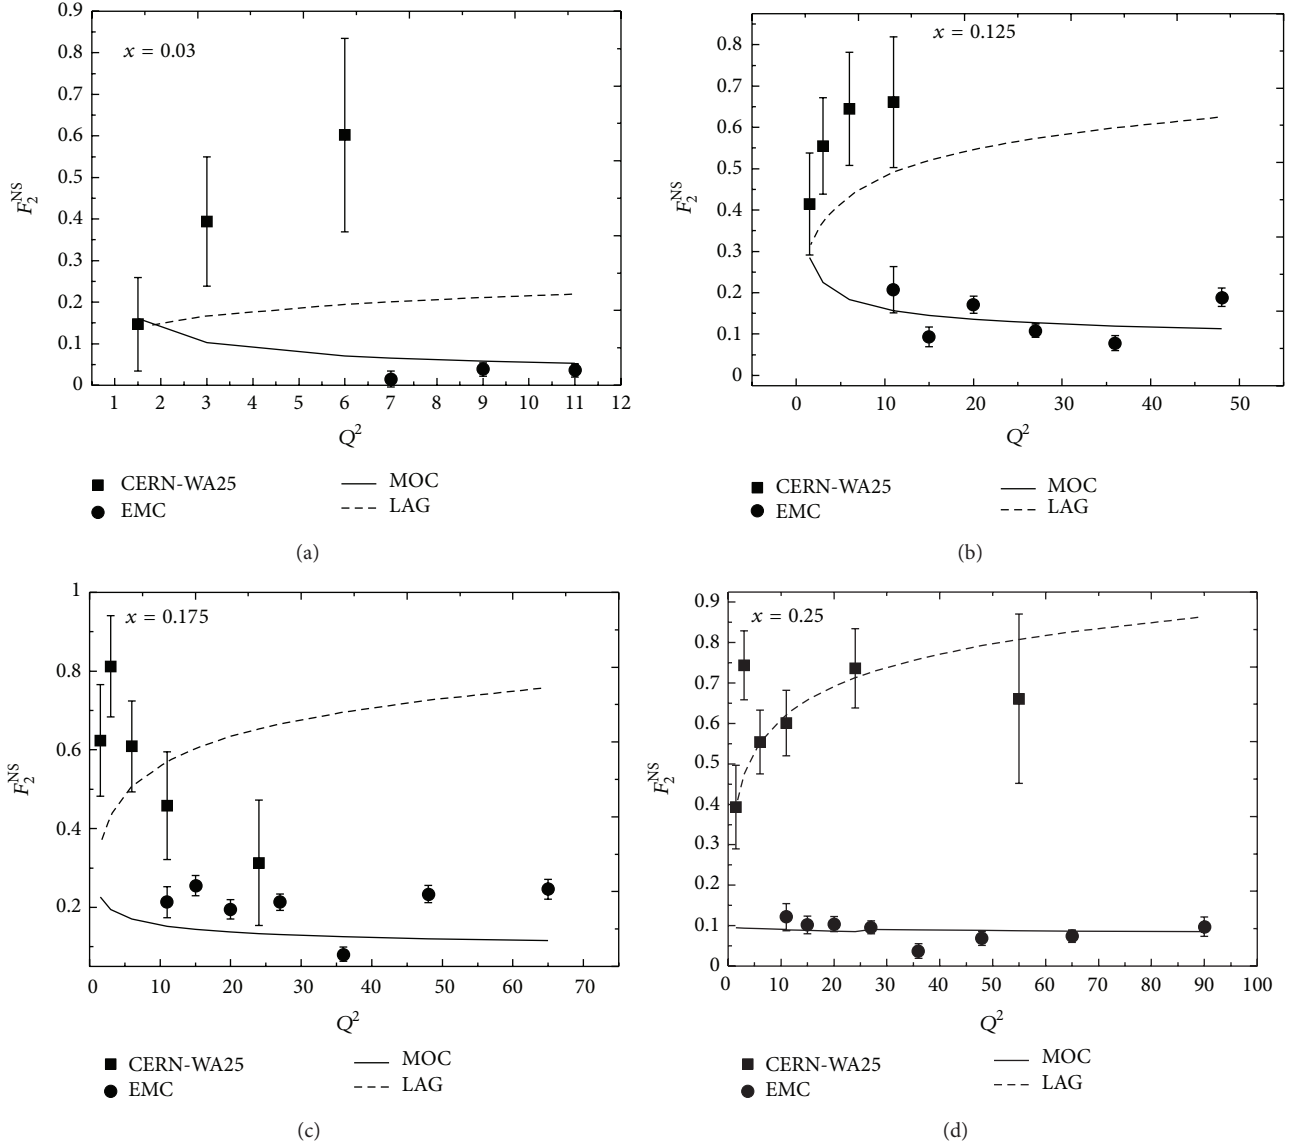 0.9
0.8
0.7
0.6
0.5
0.4
0.3
0.2
0.1
0
x = 0.03
F₂ᴺˢ
1 2 3 4 5 6 7 8 9 10 11 12
Q²
CERN-WA25
EMC
MOC
LAG
(a)
0.8
0.7
0.6
0.5
0.4
0.3
0.2
0.1
0
x = 0.125
F₂ᴺˢ
0 10 20 30 40 50
Q²
CERN-WA25
EMC
MOC
LAG
(b)
1
0.8
0.6
0.4
0.2
x = 0.175
F₂ᴺˢ
0 10 20 30 40 50 60 70
Q²
CERN-WA25
EMC
MOC
LAG
(c)
0.9
0.8
0.7
0.6
0.5
0.4
0.3
0.2
0.1
0
x = 0.25
F₂ᴺˢ
0 10 20 30 40 50 60 70 80 90 100
Q²
CERN-WA25
EMC
MOC
LAG
(d)